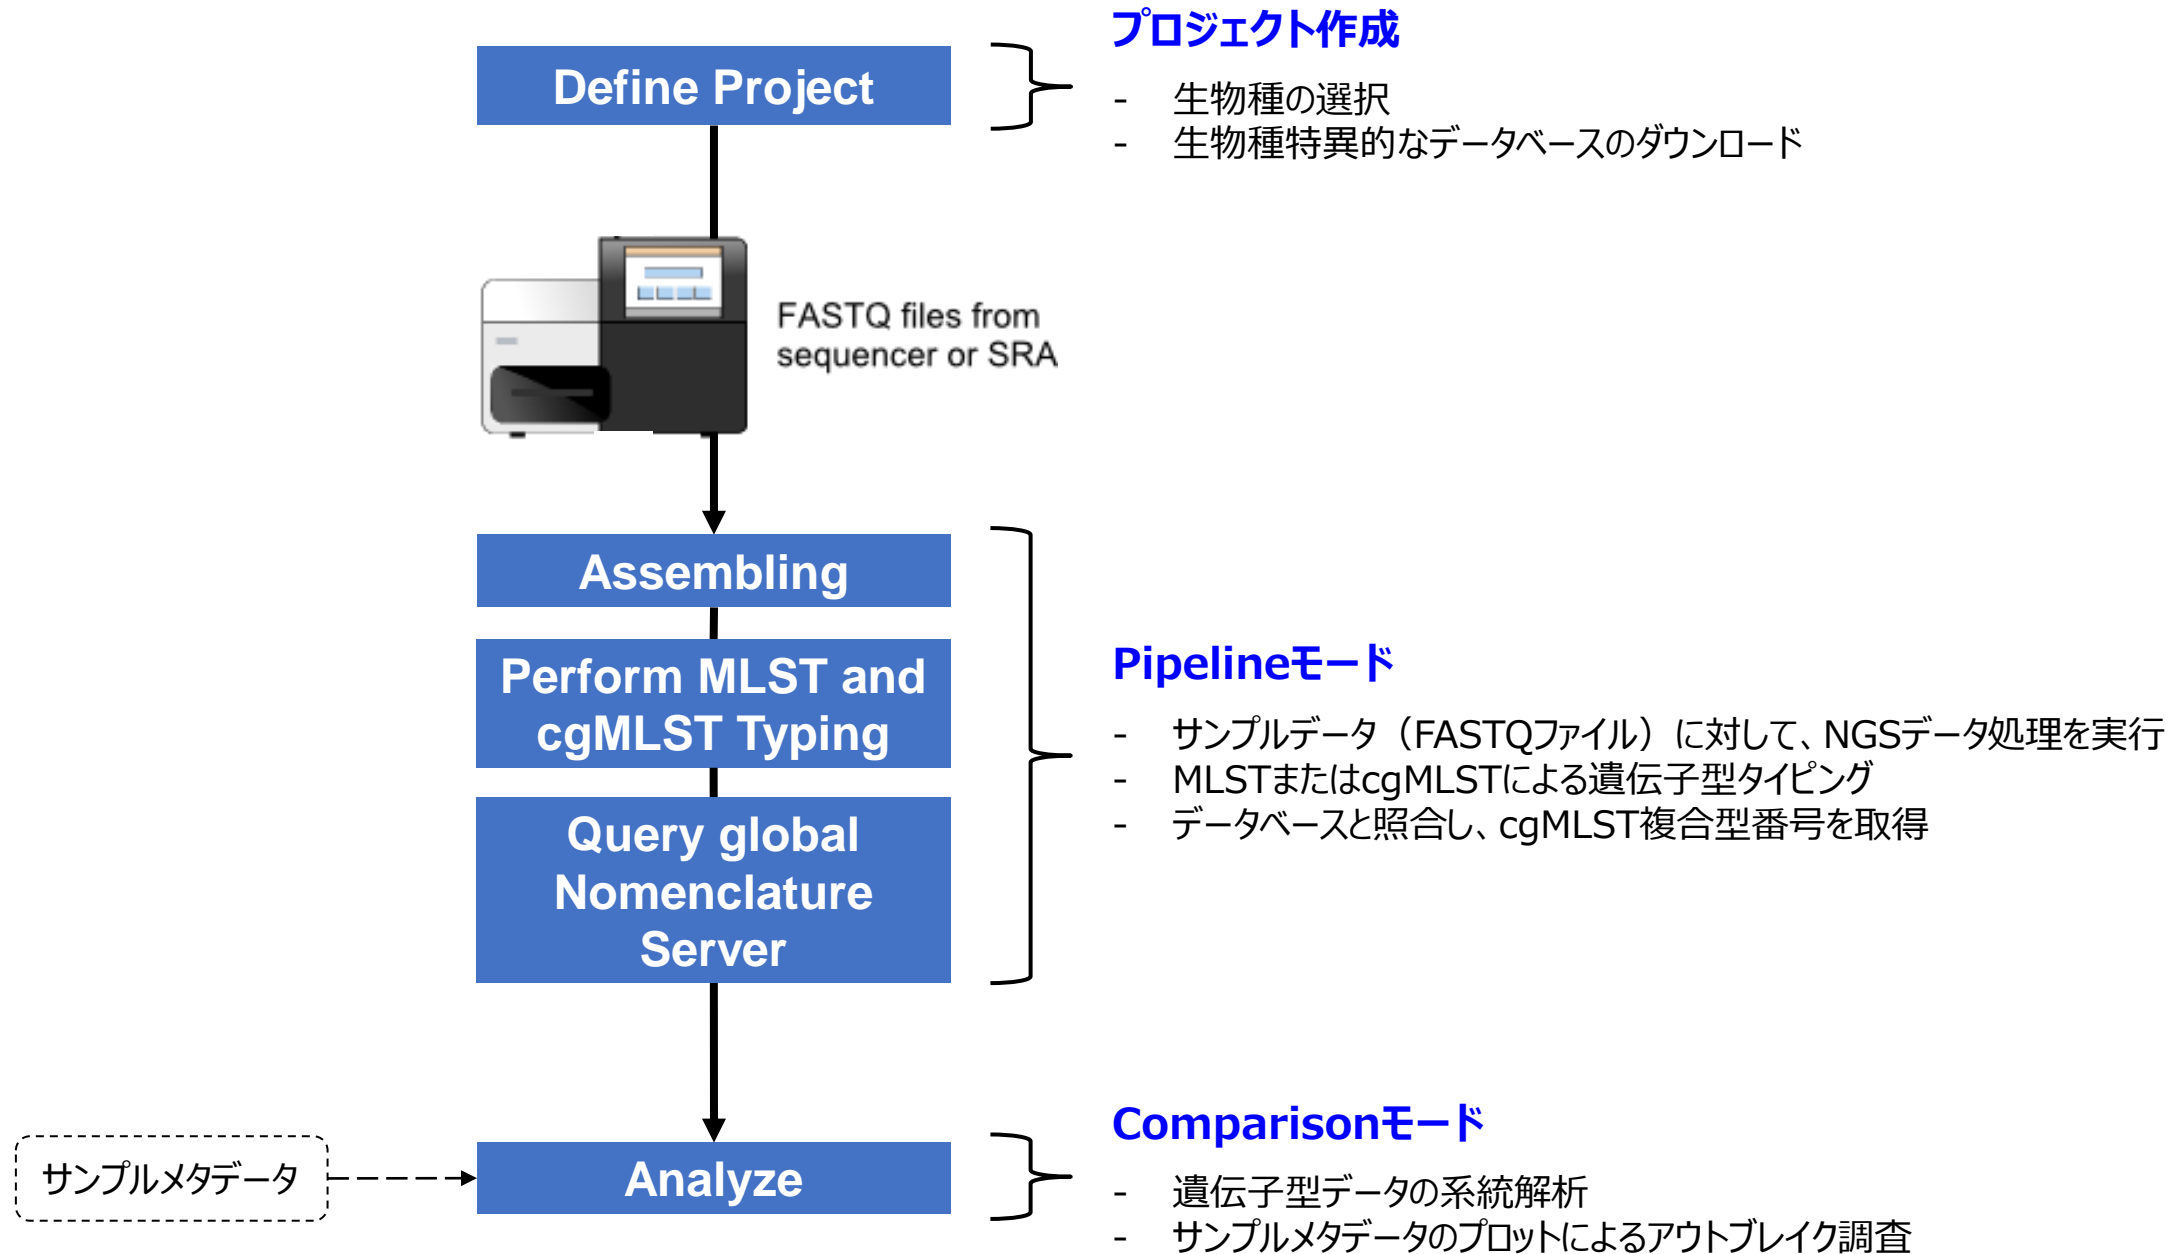 プロジェクト作成
Define Project
- 生物種の選択
- 生物種特異的なデータベースのダウンロード
FASTQ files from
sequencer or SRA
Assembling
Perform MLST and
cgMLST Typing
Query global
Nomenclature
Server
Pipelineモード
- サンプルデータ（FASTQファイル）に対して、NGSデータ処理を実行
- MLSTまたはcgMLSTによる遺伝子型タイピング
- データベースと照合し、cgMLST複合型番号を取得
サンプルメタデータ
Analyze
Comparisonモード
- 遺伝子型データの系統解析
- サンプルメタデータのプロットによるアウトブレイク調査